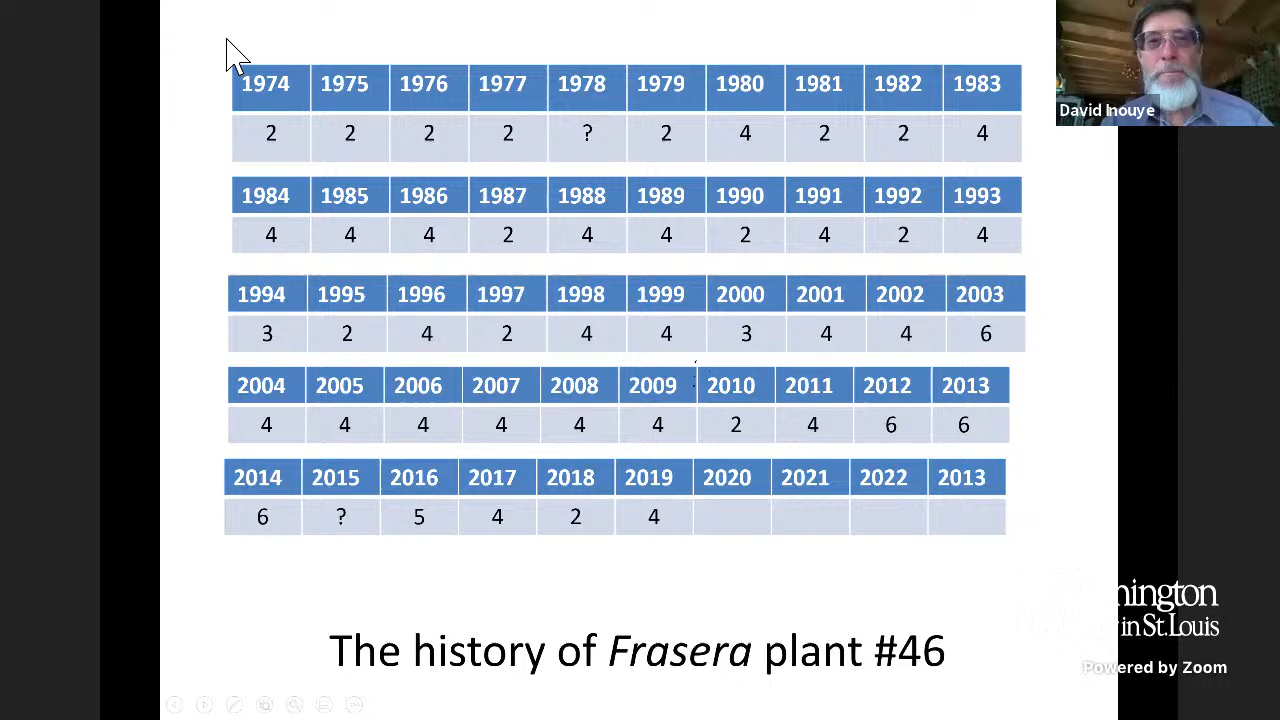 1974 1975 1976 1977 1978 1979 1980 1981 1982 1983
2 2 2 2 ? 2 4 2 2 4
1984 1985 1986 1987 1988 1989 1990 1991 1992 1993
4 4 4 2 4 4 2 4 2 4
1994 1995 1996 1997 1998 1999 2000 2001 2002 2003
3 2 4 2 4 4 3 4 4 6
2004 2005 2006 2007 2008 2009 2010 2011 2012 2013
4 4 4 4 4 4 2 4 6 6
2014 2015 2016 2017 2018 2019 2020 2021 2022 2013
6 ? 5 4 2 4
The history of Frasera plant #46
David Inouye
in St.Louis
Powered by Zoom